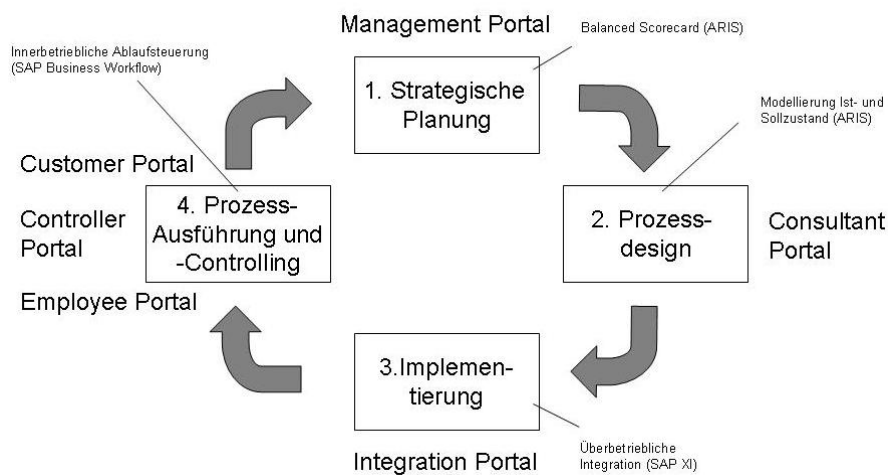 Management Portal
Balanced Scorecard (ARIS)
Innerbetriebliche Ablaufsteuerung
(SAP Business Workflow)
1. Strategische
Planung
Modellierung Ist- und
Sollzustand (ARIS)
Customer Portal
Controller
Portal
4. Prozess-
Ausführung und
-Controlling
2. Prozess-
design
Consultant
Portal
Employee Portal
3.Implemen-
tierung
Integration Portal
Überbetriebliche
Integration (SAP XI)